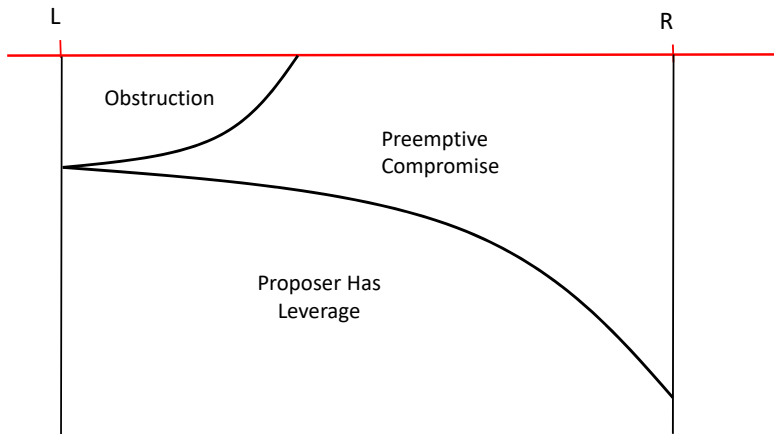 L
R
Obstruction
Preemptive
Compromise
Proposer Has
Leverage